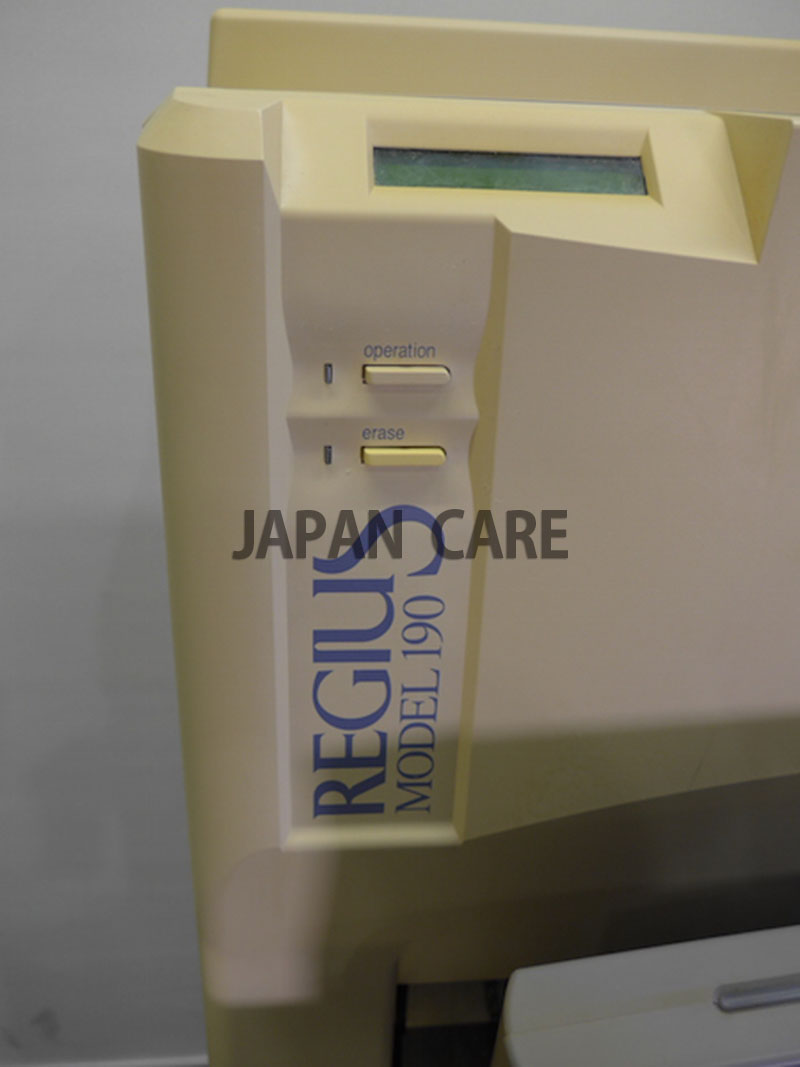 operation
erase
JAPAN CARE
REGIUS
MODEL 190